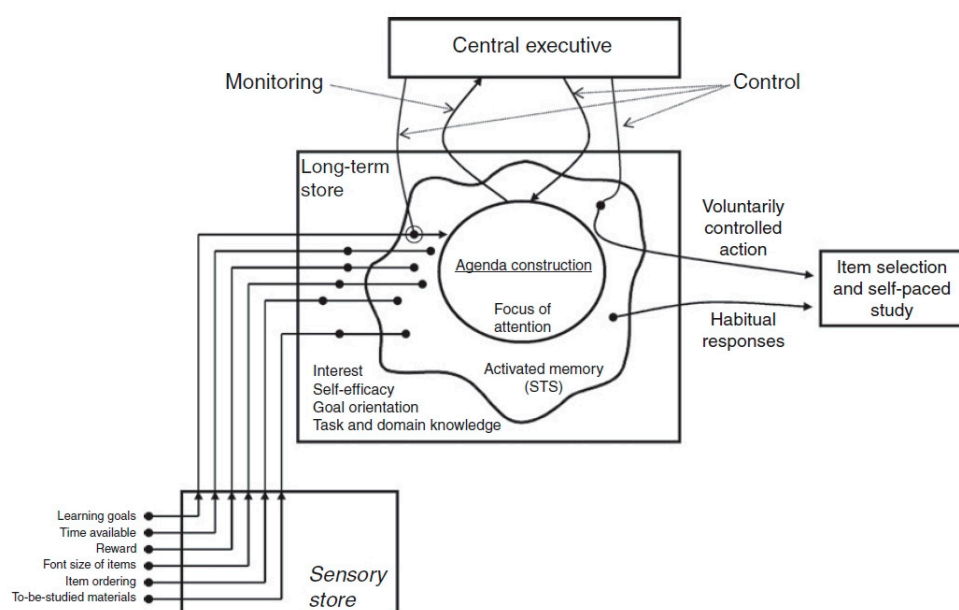 Central executive
Monitoring
Control
Long-term
store
Voluntarily
controlled
action
Agenda construction
Focus of
attention
Item selection
and self-paced
study
Habitual
responses
Activated memory
(STS)
Interest
Self-efficacy
Goal orientation
Task and domain knowledge
Learning goals
Time available
Reward
Font size of items
Item ordering
To-be-studied materials
Sensory
store